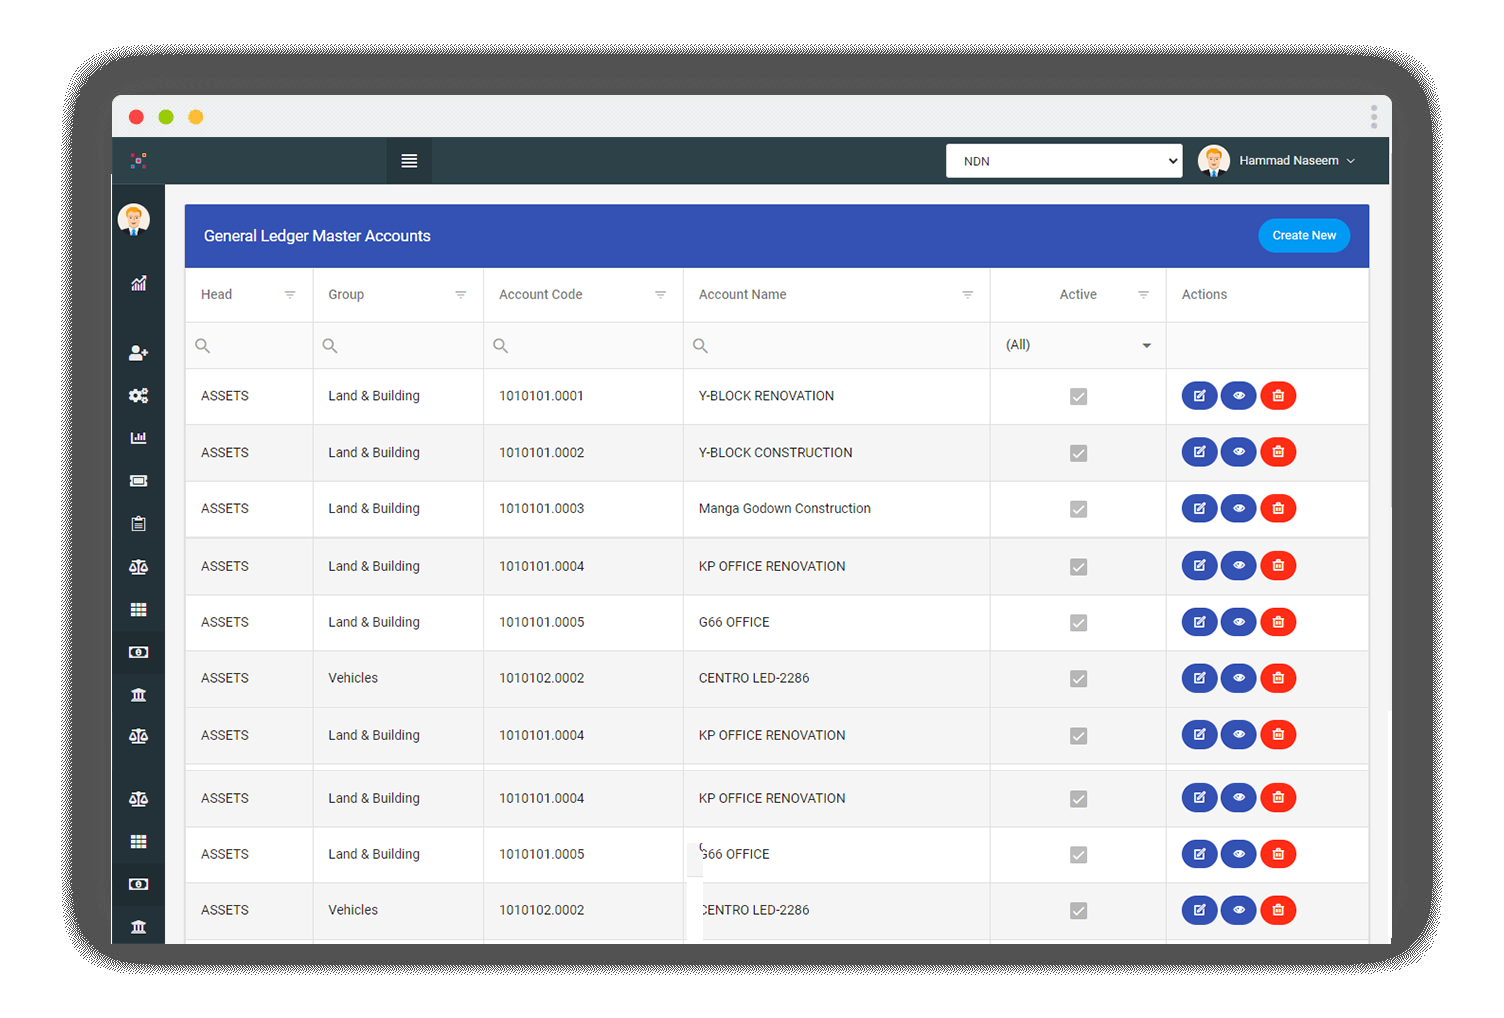 NDN Hammad Naseem
General Ledger Master Accounts Create New
Head Group Account Code Account Name Active Actions
(All)
ASSETS Land & Building 1010101.0001 Y-BLOCK RENOVATION
ASSETS Land & Building 1010101.0002 Y-BLOCK CONSTRUCTION
ASSETS Land & Building 1010101.0003 Manga Godown Construction
ASSETS Land & Building 1010101.0004 KP OFFICE RENOVATION
ASSETS Land & Building 1010101.0005 G66 OFFICE
ASSETS Vehicles 1010102.0002 CENTRO LED-2286
ASSETS Land & Building 1010101.0004 KP OFFICE RENOVATION
ASSETS Land & Building 1010101.0004 KP OFFICE RENOVATION
ASSETS Land & Building 1010101.0005 G66 OFFICE
ASSETS Vehicles 1010102.0002 CENTRO LED-2286